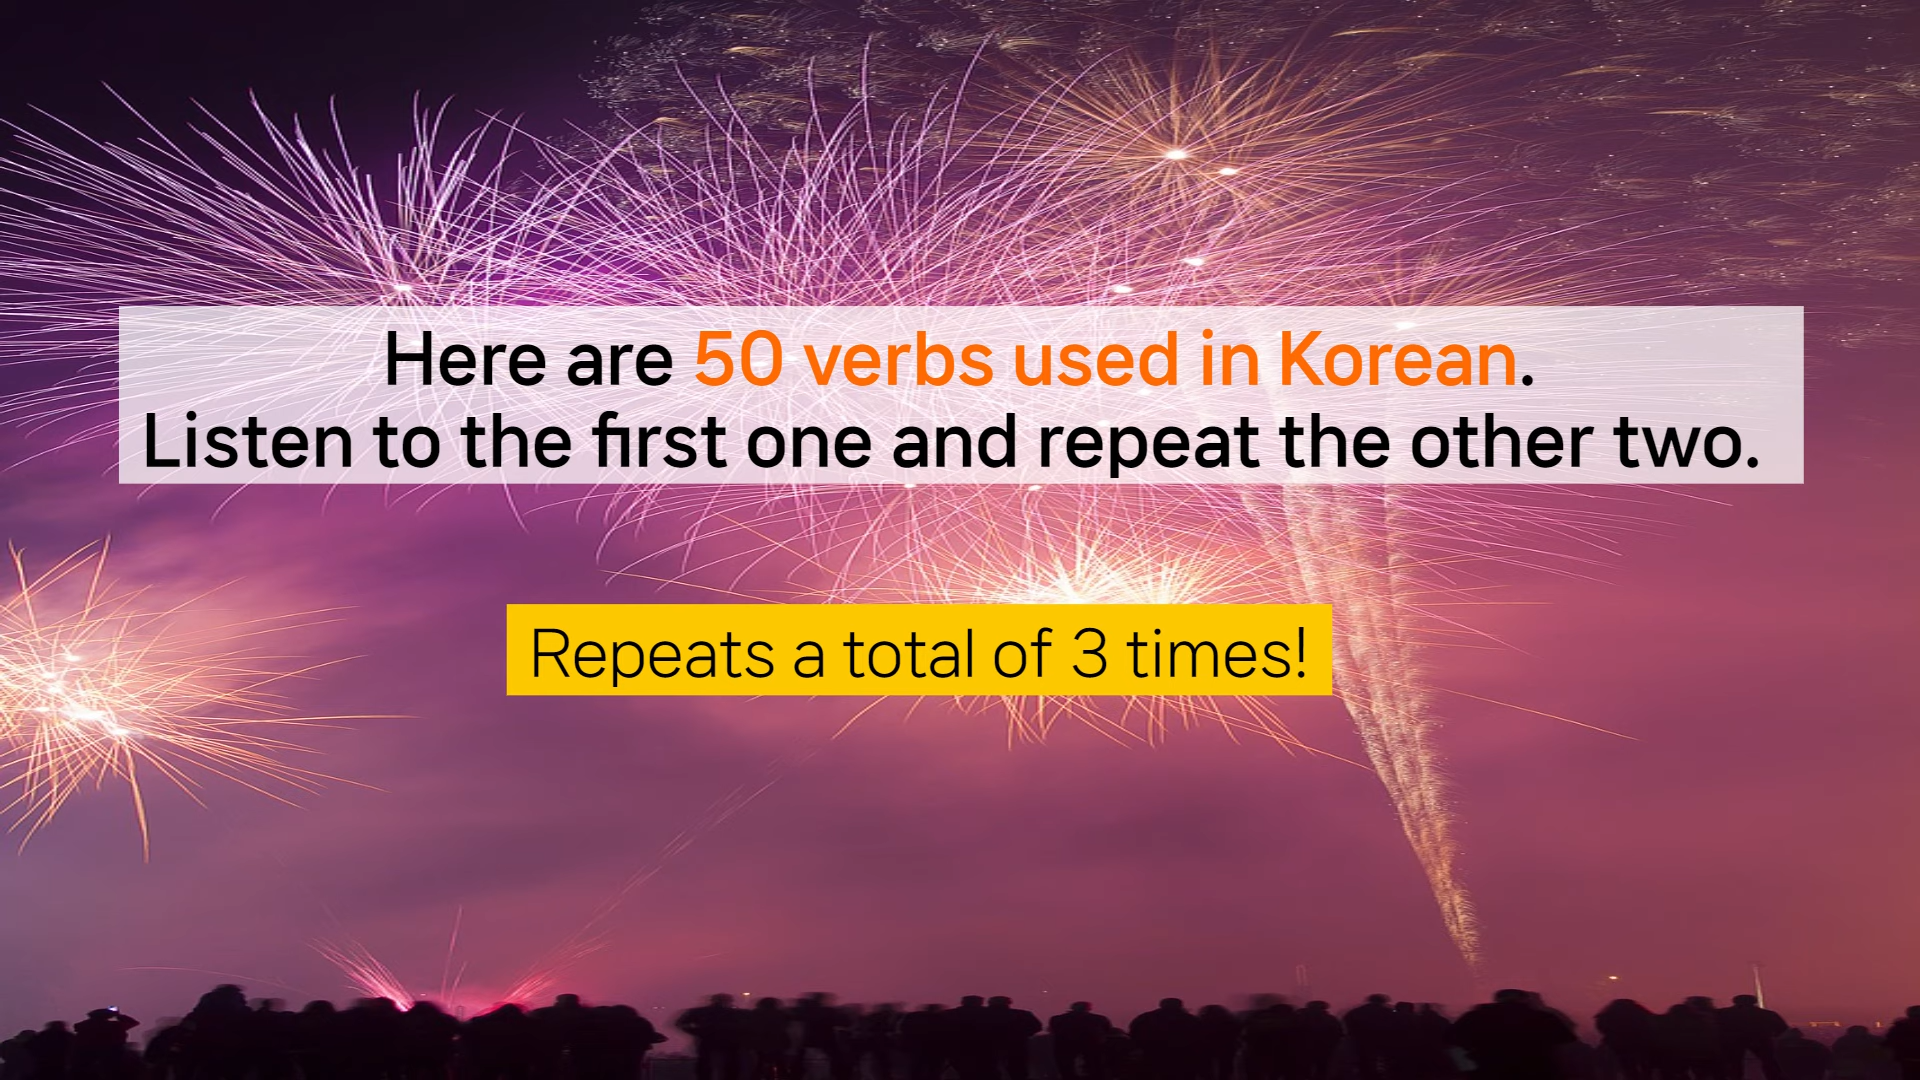 Here are 50 verbs used in Korean.
Listen to the first one and repeat the other two.
Repeats a total of 3 times!